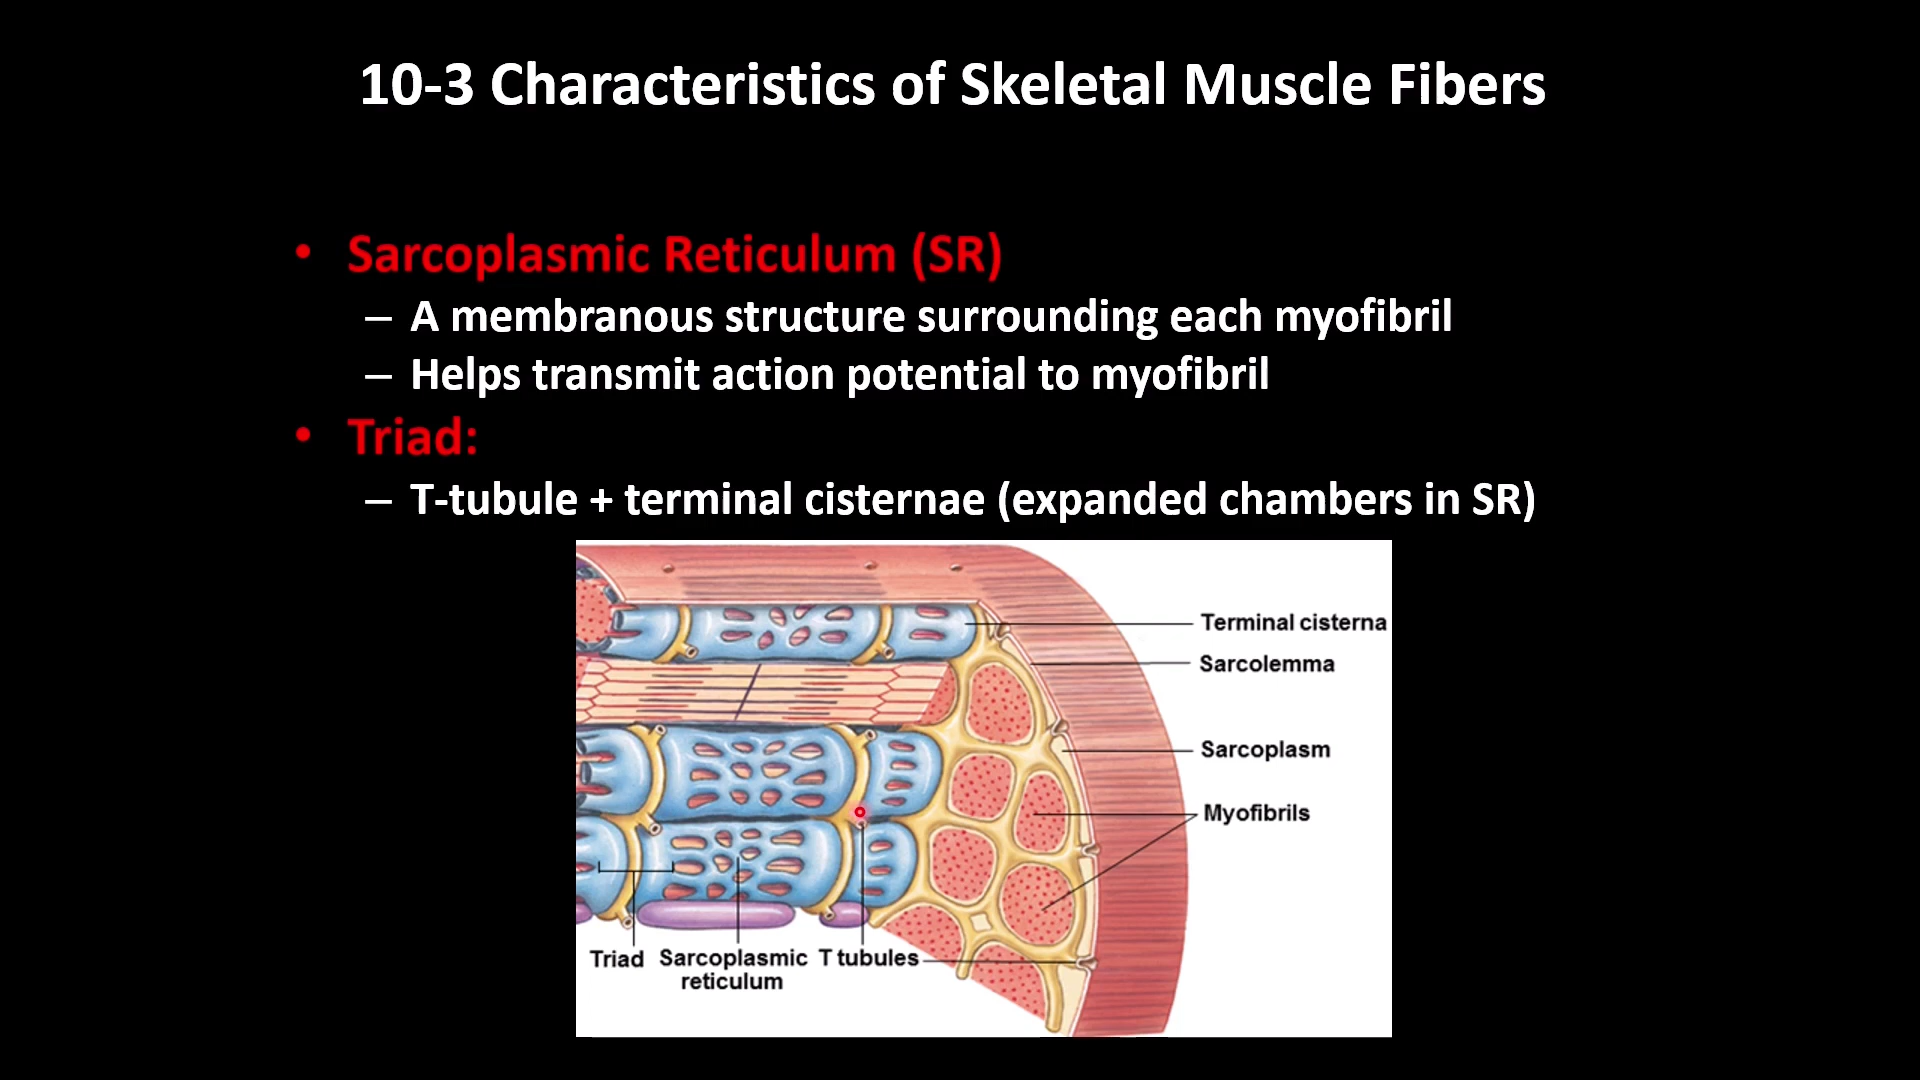 10-3 Characteristics of Skeletal Muscle Fibers
• Sarcoplasmic Reticulum (SR)
– A membranous structure surrounding each myofibril
– Helps transmit action potential to myofibril
• Triad:
– T-tubule + terminal cisternae (expanded chambers in SR)
Terminal cisterna
Sarcolemma
Sarcoplasm
Myofibrils
Triad
Sarcoplasmic
reticulum
T tubules